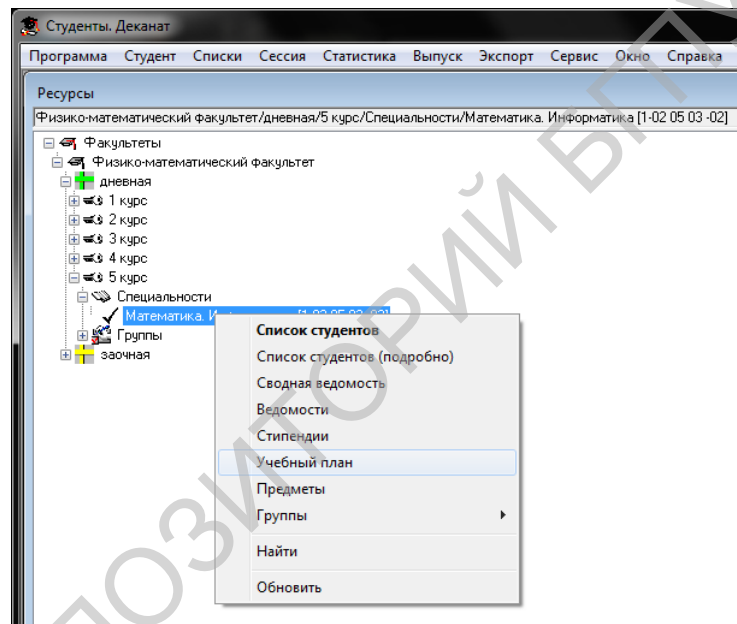 Студенты. Деканат
Программа Студент Списки Сессия Статистика Выпуск Экспорт Сервис Окно Справка
Ресурсы
Физико-математический факультет/дневная/5 курс/Специальности/Математика. Информатика [1-02 05 03 -02]
Факультеты
Физико-математический факультет
дневная
1 курс
2 курс
3 курс
4 курс
5 курс
Специальности
Математика.
Группы
заочная
Список студентов
Список студентов (подробно)
Сводная ведомость
Ведомости
Стипендии
Учебный план
Предметы
Группы
Найти
Обновить
ПОЗИТОРИЙ БГПУ